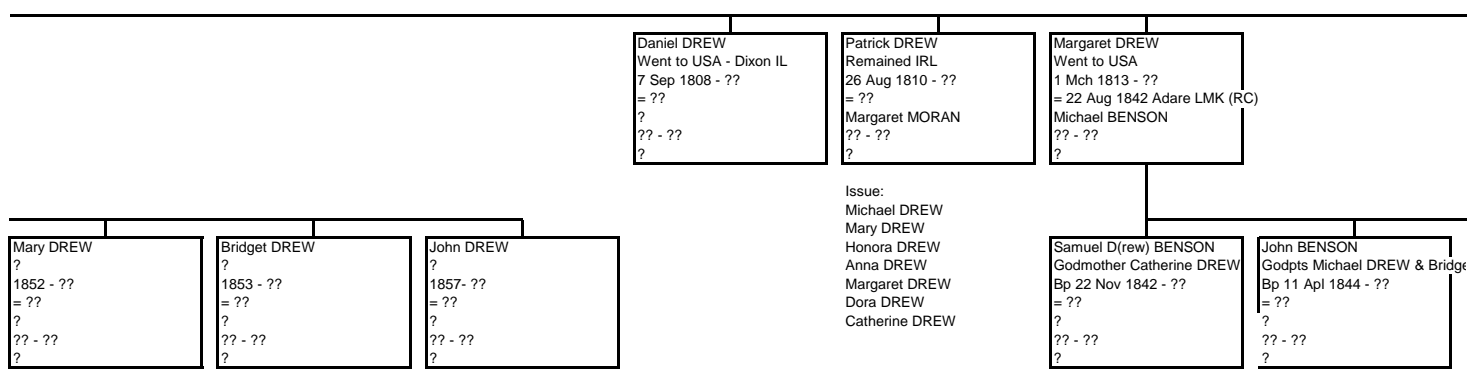 Daniel DREW
Went to USA - Dixon IL
7 Sep 1808 - ??
= ??
?
?? - ??
?
Patrick DREW
Remained IRL
26 Aug 1810 - ??
= ??
Margaret MORAN
?? - ??
?
Margaret DREW
Went to USA
1 Mch 1813 - ??
= 22 Aug 1842 Adare LMK (RC)
Michael BENSON
?? - ??
?
Issue:
Michael DREW
Mary DREW
Honora DREW
Anna DREW
Margaret DREW
Dora DREW
Catherine DREW
Mary DREW
?
1852 - ??
= ??
?
?? - ??
?
Bridget DREW
?
1853 - ??
= ??
?
?? - ??
?
John DREW
?
1857- ??
= ??
?
?? - ??
?
Samuel D(rew) BENSON
Godmother Catherine DREW
Bp 22 Nov 1842 - ??
= ??
?
?? - ??
?
John BENSON
Godpts Michael DREW & Bridge
Bp 11 Apl 1844 - ??
= ??
?
?? - ??
?